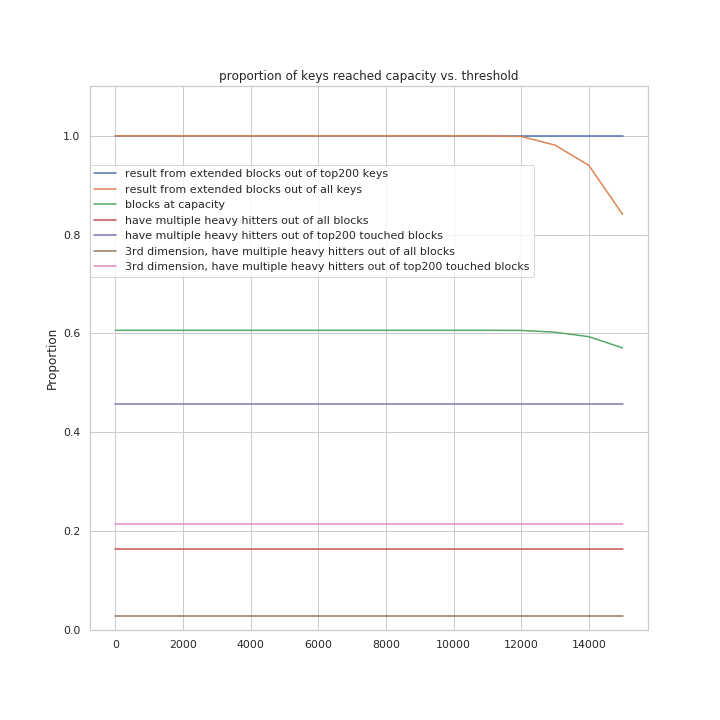 proportion of keys reached capacity vs. threshold
1.0
result from extended blocks out of top200 keys
result from extended blocks out of all keys
blocks at capacity
have multiple heavy hitters out of all blocks
have multiple heavy hitters out of top200 touched blocks
3rd dimension, have multiple heavy hitters out of all blocks
3rd dimension, have multiple heavy hitters out of top200 touched blocks
0.8
0.6
Proportion
0.4
0.2
0.0
0 2000 4000 6000 8000 10000 12000 14000